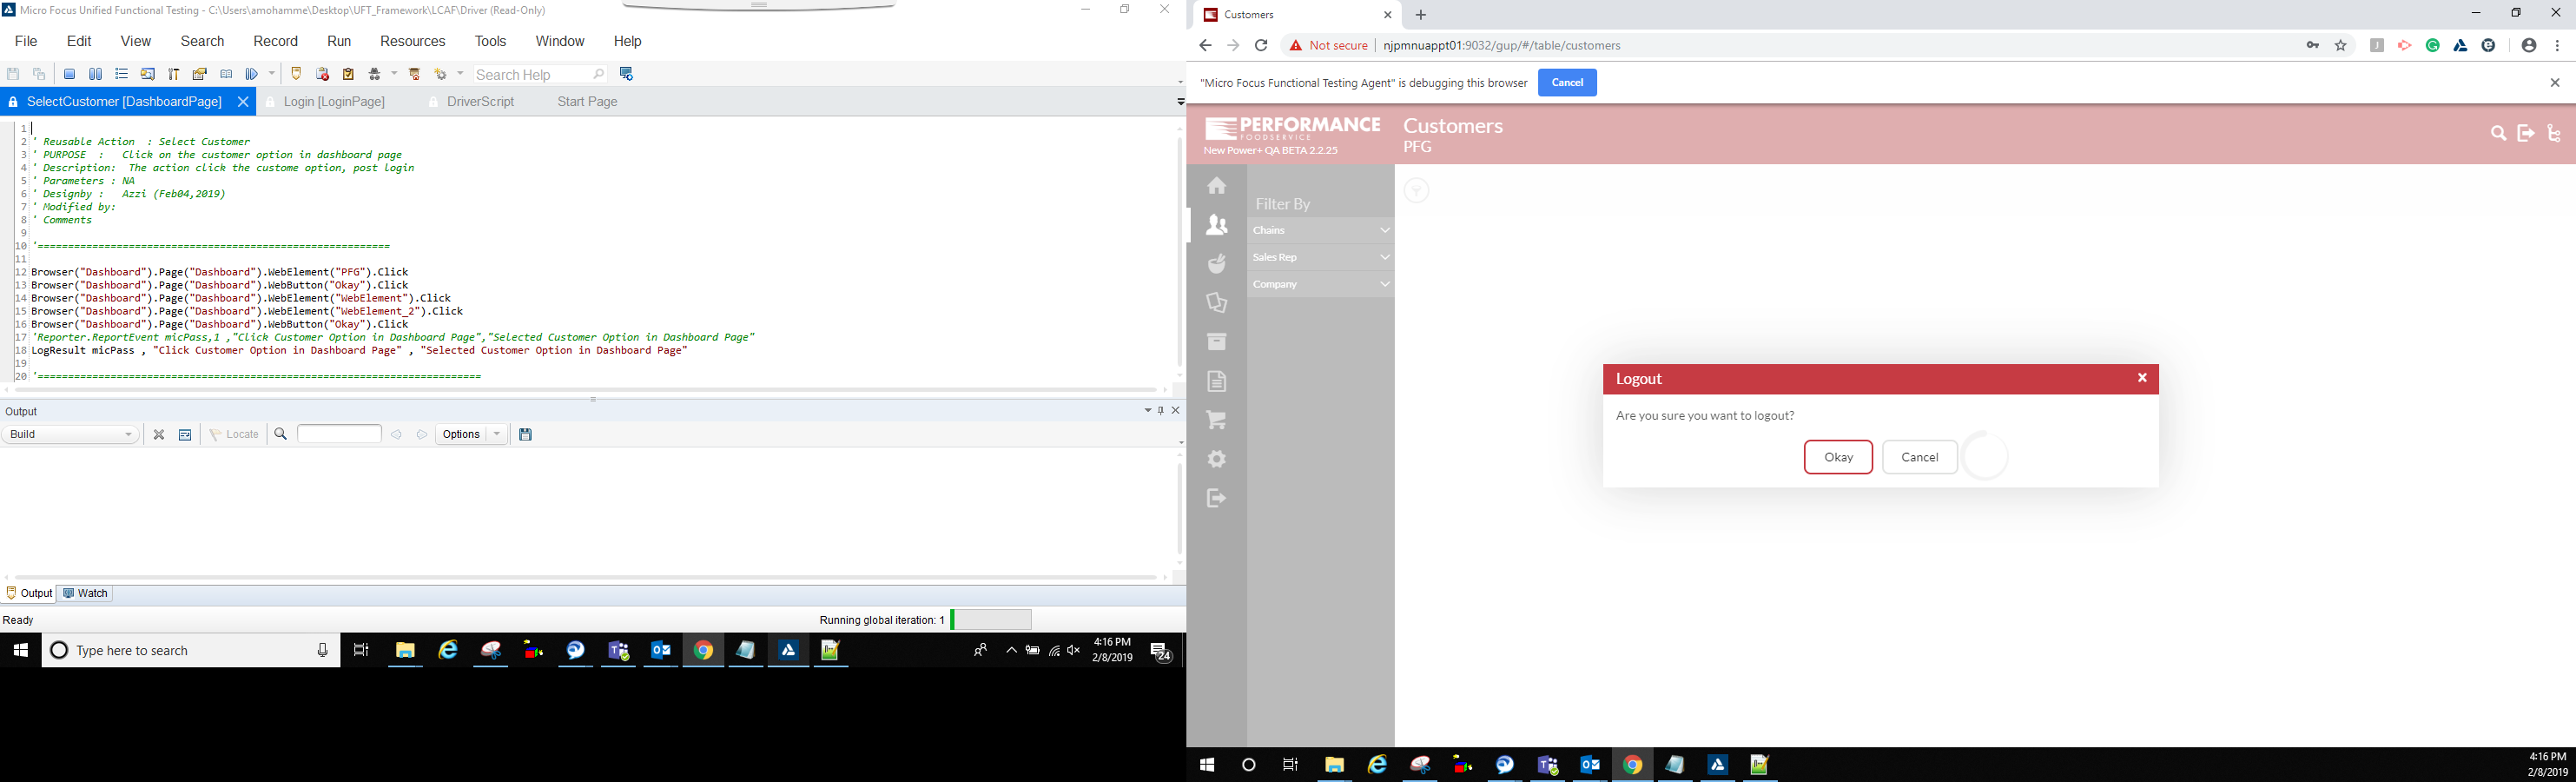 Micro Focus Unified Functional Testing - C:\Users\amohamme\Desktop\UFT_Framework\LCAF\Driver (Read-Only)
File Edit View Search Record Run Resources Tools Window Help
Search Help
SelectCustomer [DashboardPage] Login [LoginPage] DriverScript Start Page
1
2 ' Reusable Action  : Select Customer
3 ' PURPOSE  :   Click on the customer option in dashboard page
4 ' Description:  The action click the custome option, post login
5 ' Parameters : NA
6 ' Designby :   Azzi (Feb04,2019)
7 ' Modified by:
8 ' Comments
9
10 '==========================================================
11
12 Browser("Dashboard").Page("Dashboard").WebElement("PFG").Click
13 Browser("Dashboard").Page("Dashboard").WebButton("Okay").Click
14 Browser("Dashboard").Page("Dashboard").WebElement("WebElement").Click
15 Browser("Dashboard").Page("Dashboard").WebElement("WebElement_2").Click
16 Browser("Dashboard").Page("Dashboard").WebButton("Okay").Click
17 'Reporter.ReportEvent micPass,1 ,"Click Customer Option in Dashboard Page","Selected Customer Option in Dashboard Page"
18 LogResult micPass , "Click Customer Option in Dashboard Page" , "Selected Customer Option in Dashboard Page"
19
20 '=========================================================================
Output
Build Locate Options
Output Watch
Ready Running global iteration: 1
Type here to search
4:16 PM
2/8/2019
24
Customers
Not secure njpmnuappt01:9032/gup/#/table/customers
"Micro Focus Functional Testing Agent" is debugging this browser Cancel
PERFORMANCE
FOODSERVICE
New Power+ QA BETA 2.2.25
Customers
PFG
Filter By
Chains
Sales Rep
Company
Logout
Are you sure you want to logout?
Okay Cancel
4:16 PM
2/8/2019